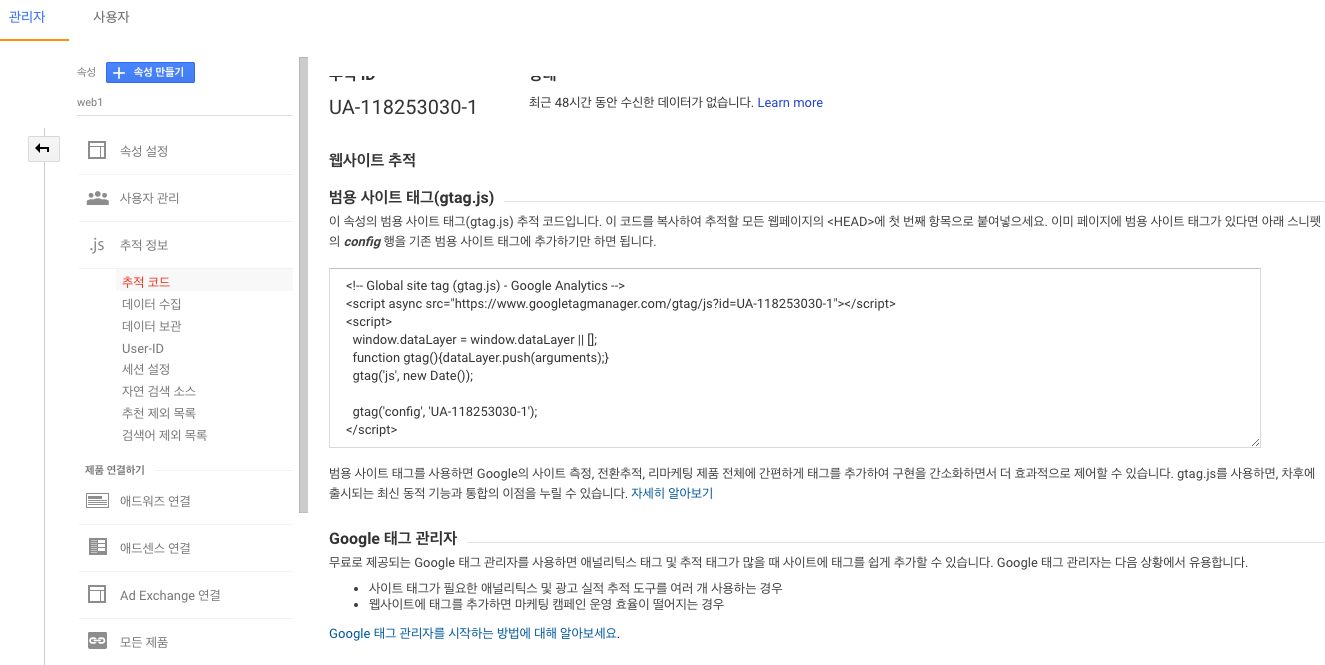 관리자
사용자
속성
속성 만들기
web1
속성 설정
사용자 관리
.js 추적 정보
추적 코드
데이터 수집
데이터 보관
User-ID
세션 설정
자연 검색 소스
추천 제외 목록
검색어 제외 목록
제품 연결하기
애드워즈 연결
애드센스 연결
Ad Exchange 연결
모든 제품
추적 ID
상태
UA-118253030-1
최근 48시간 동안 수신한 데이터가 없습니다. Learn more
웹사이트 추적
범용 사이트 태그(gtag.js)
이 속성의 범용 사이트 태그(gtag.js) 추적 코드입니다. 이 코드를 복사하여 추적할 모든 웹페이지의 <HEAD>에 첫 번째 항목으로 붙여넣으세요. 이미 페이지에 범용 사이트 태그가 있다면 아래 스니펫
의 config 행을 기존 범용 사이트 태그에 추가하기만 하면 됩니다.
<!-- Global site tag (gtag.js) - Google Analytics -->
<script async src="https://www.googletagmanager.com/gtag/js?id=UA-118253030-1"></script>
<script>
window.dataLayer = window.dataLayer || [];
function gtag(){dataLayer.push(arguments);}
gtag('js', new Date());
gtag('config', 'UA-118253030-1');
</script>
범용 사이트 태그를 사용하면 Google의 사이트 측정, 전환추적, 리마케팅 제품 전체에 간편하게 태그를 추가하여 구현을 간소화하면서 더 효과적으로 제어할 수 있습니다. gtag.js를 사용하면, 차후에
출시되는 최신 동적 기능과 통합의 이점을 누릴 수 있습니다. 자세히 알아보기
Google 태그 관리자
무료로 제공되는 Google 태그 관리자를 사용하면 애널리틱스 태그 및 추적 태그가 많을 때 사이트에 태그를 쉽게 추가할 수 있습니다. Google 태그 관리자는 다음 상황에서 유용합니다.
• 사이트 태그가 필요한 애널리틱스 및 광고 실적 추적 도구를 여러 개 사용하는 경우
• 웹사이트에 태그를 추가하면 마케팅 캠페인 운영 효율이 떨어지는 경우
Google 태그 관리자를 시작하는 방법에 대해 알아보세요.